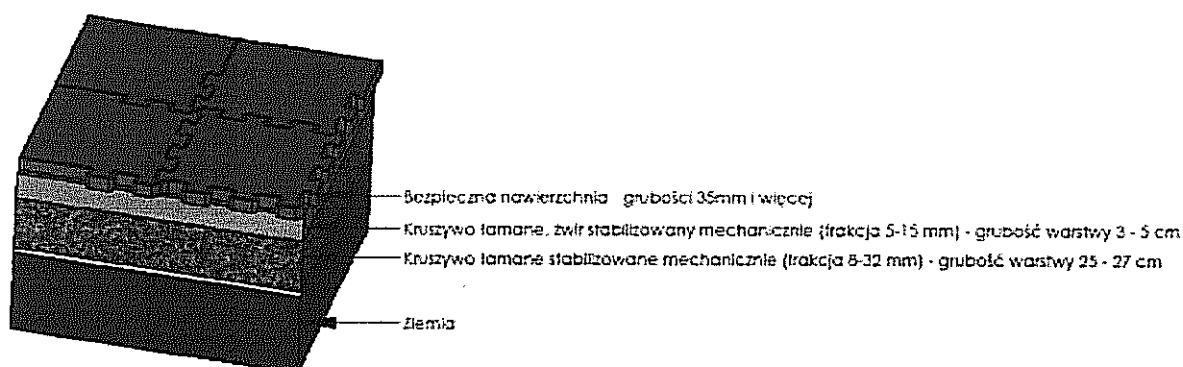 Bezpieczna nawierzchnia - grubości 35mm i więcej
Kruszywo łamane, żwir stabilizowany mechanicznie (frakcja 5-15 mm) - grubość warstwy 3 - 5 cm
Kruszywo łamane stabilizowane mechanicznie (frakcja 8-32 mm) - grubość warstwy 25 - 27 cm
Ziemia